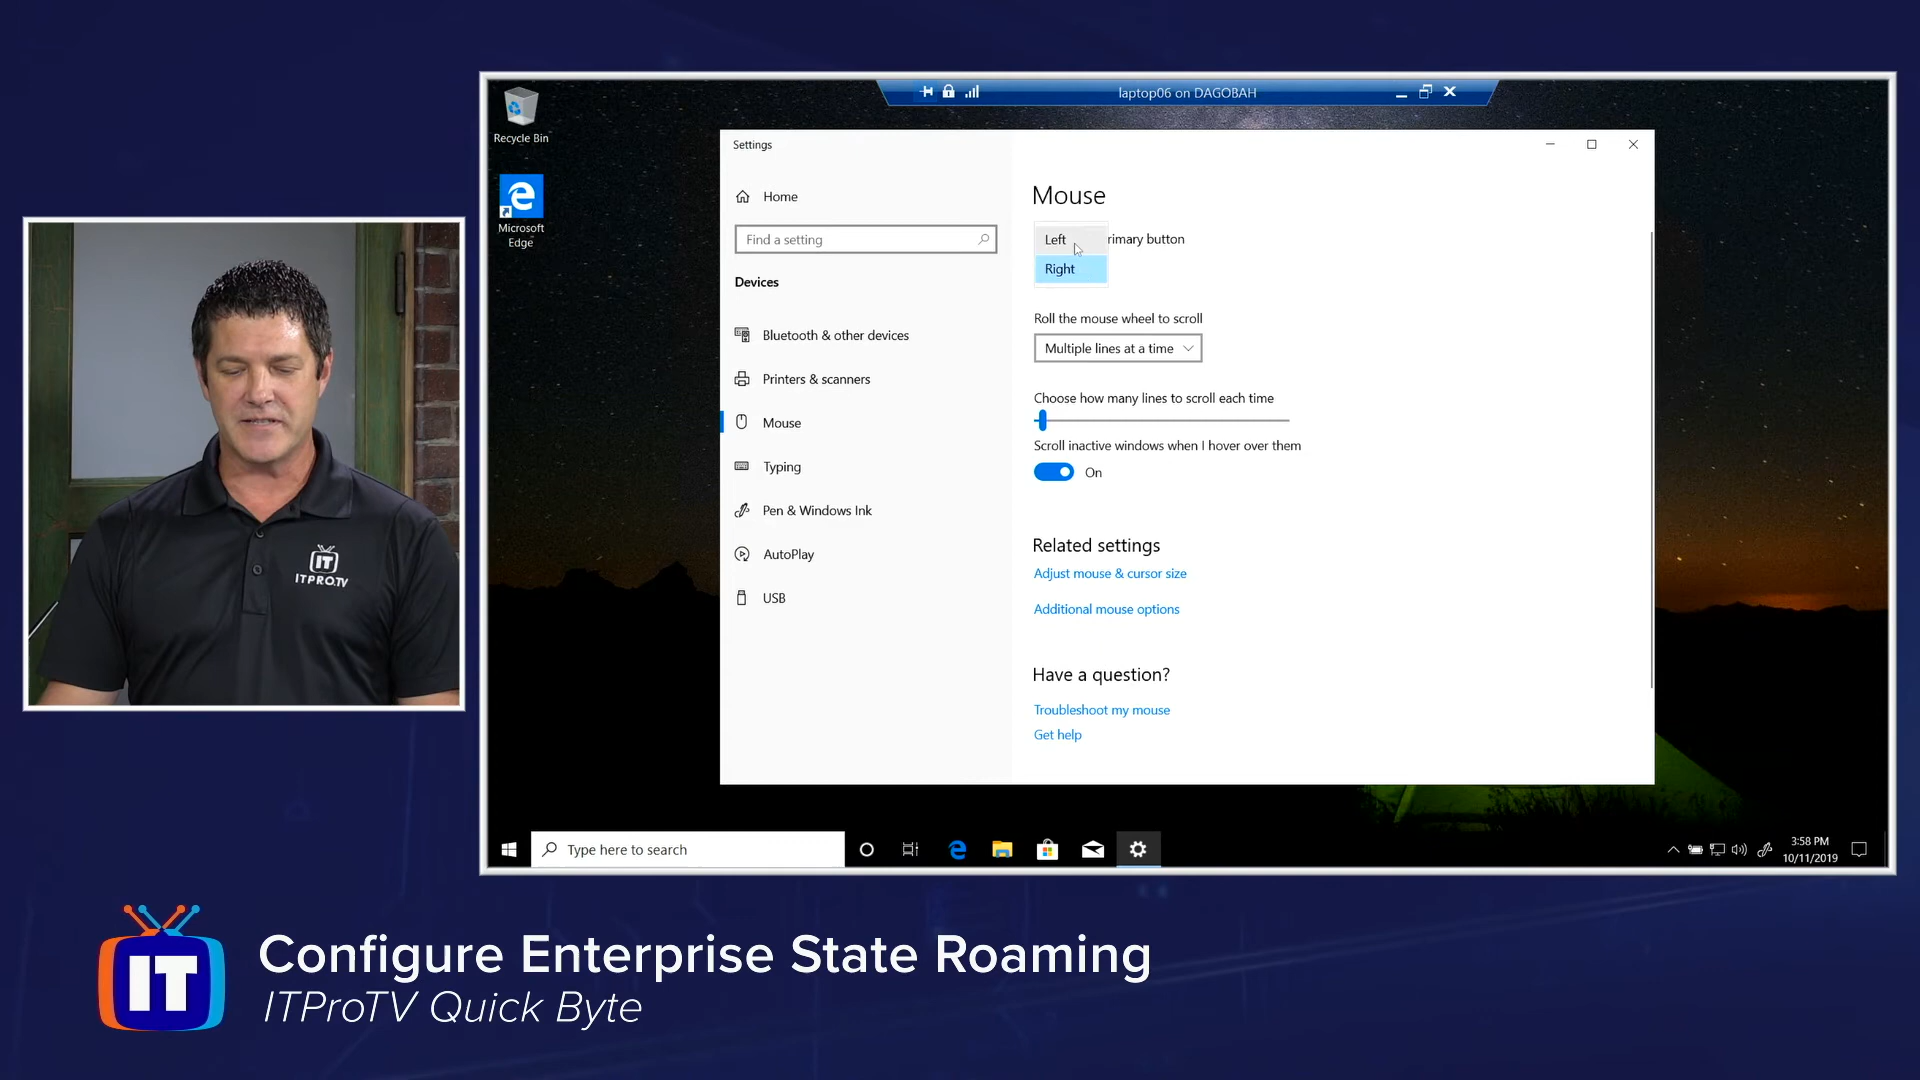 laptop06 on DAGOBAH
Recycle Bin
Microsoft
Edge
Settings
Home
Find a setting
Devices
Bluetooth & other devices
Printers & scanners
Mouse
Typing
Pen & Windows Ink
AutoPlay
USB
Mouse
Left
rimary button
Right
Roll the mouse wheel to scroll
Multiple lines at a time
Choose how many lines to scroll each time
Scroll inactive windows when I hover over them
On
Related settings
Adjust mouse & cursor size
Additional mouse options
Have a question?
Troubleshoot my mouse
Get help
Type here to search
3:58 PM
10/11/2019
IT
ITPRO.TV
IT
Configure Enterprise State Roaming
ITProTV Quick Byte